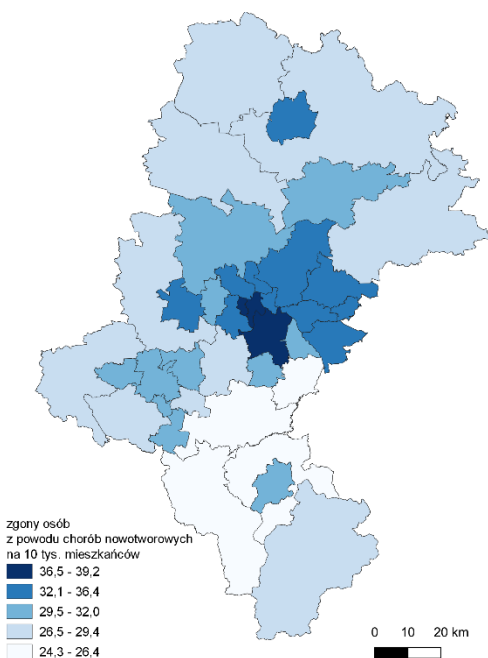 zgony osób
z powodu chorób nowotworowych
na 10 tys. mieszkańców
36,5 - 39,2
32,1 - 36,4
29,5 - 32,0
26,5 - 29,4
24,3 - 26,4
0 10 20 km